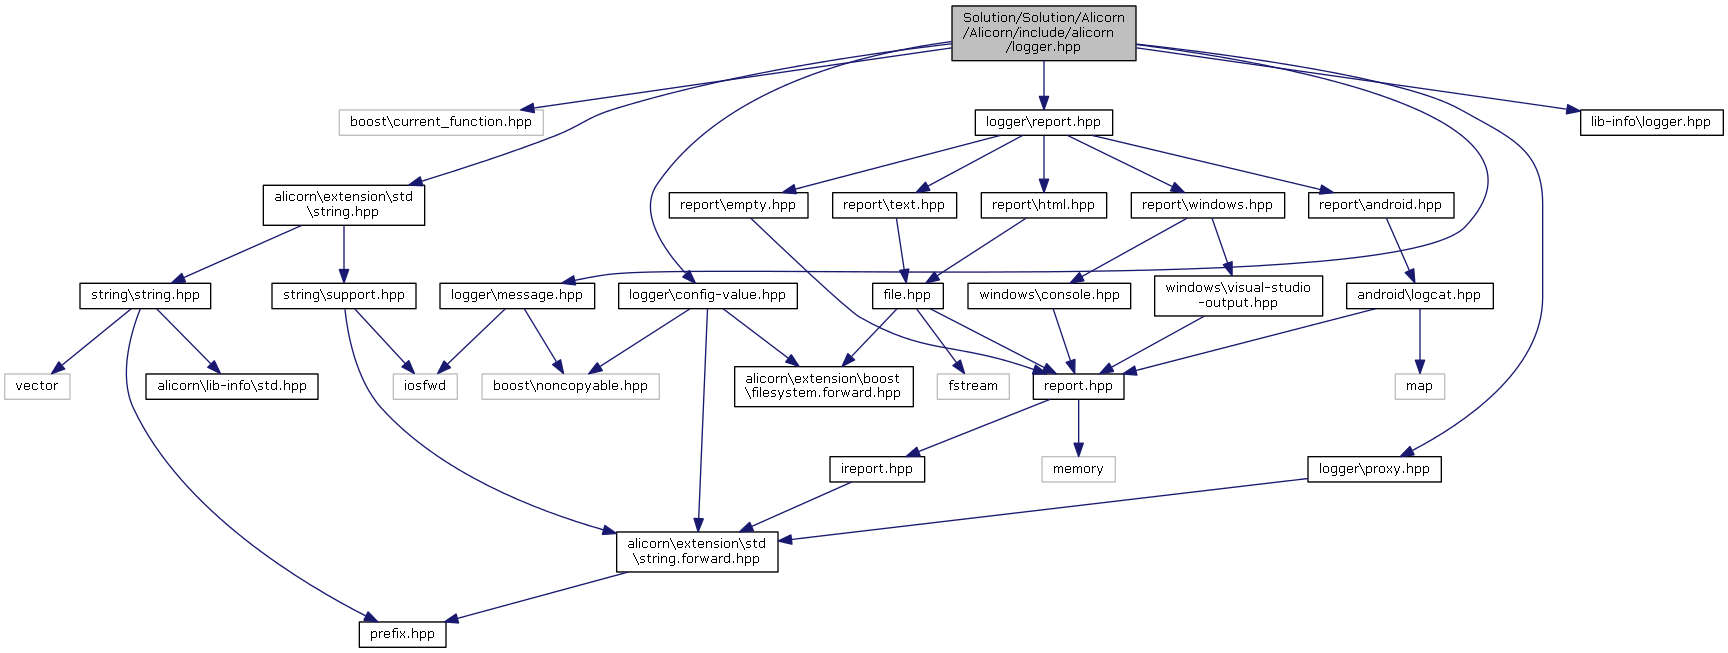 Solution/Solution/Alicorn
/Alicorn/include/alicorn
/logger.hpp
boost\current_function.hpp
logger\report.hpp
lib-info\logger.hpp
alicorn\extension\std
\string.hpp
report\empty.hpp
report\text.hpp
report\html.hpp
report\windows.hpp
report\android.hpp
string\string.hpp
string\support.hpp
logger\message.hpp
logger\config-value.hpp
file.hpp
windows\console.hpp
windows\visual-studio
-output.hpp
android\logcat.hpp
vector
alicorn\lib-info\std.hpp
iosfwd
boost\noncopyable.hpp
alicorn\extension\boost
\filesystem.forward.hpp
fstream
report.hpp
map
ireport.hpp
memory
logger\proxy.hpp
alicorn\extension\std
\string.forward.hpp
prefix.hpp